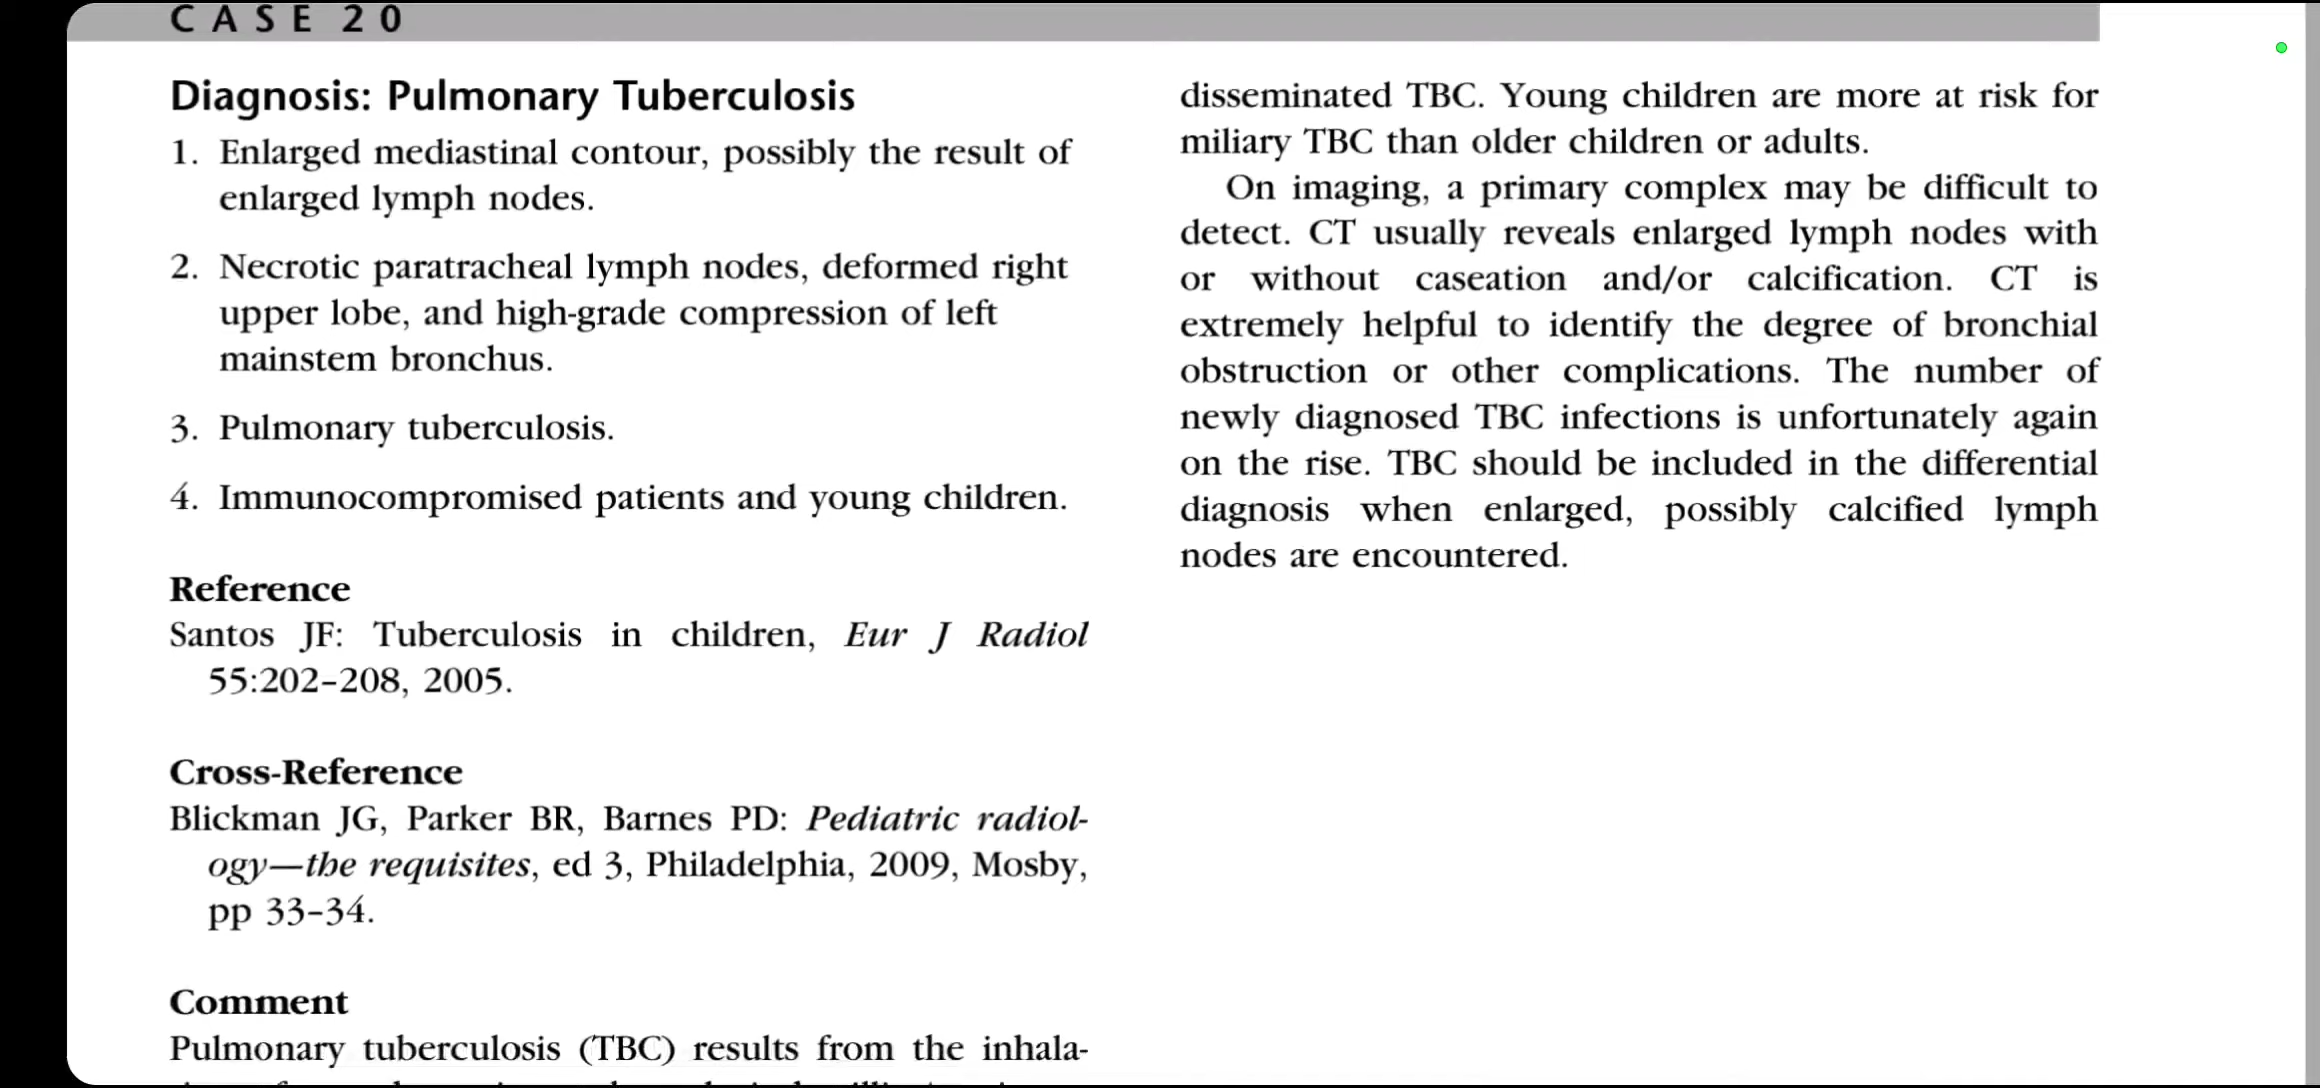 CASE 20
Diagnosis: Pulmonary Tuberculosis
1. Enlarged mediastinal contour, possibly the result of
enlarged lymph nodes.
2. Necrotic paratracheal lymph nodes, deformed right
upper lobe, and high-grade compression of left
mainstem bronchus.
3. Pulmonary tuberculosis.
4. Immunocompromised patients and young children.
Reference
Santos JF: Tuberculosis in children, Eur J Radiol
55:202–208, 2005.
Cross-Reference
Blickman JG, Parker BR, Barnes PD: Pediatric radiol-
ogy—the requisites, ed 3, Philadelphia, 2009, Mosby,
pp 33–34.
Comment
Pulmonary tuberculosis (TBC) results from the inhala-
disseminated TBC. Young children are more at risk for
miliary TBC than older children or adults.
On imaging, a primary complex may be difficult to
detect. CT usually reveals enlarged lymph nodes with
or without caseation and/or calcification. CT is
extremely helpful to identify the degree of bronchial
obstruction or other complications. The number of
newly diagnosed TBC infections is unfortunately again
on the rise. TBC should be included in the differential
diagnosis when enlarged, possibly calcified lymph
nodes are encountered.